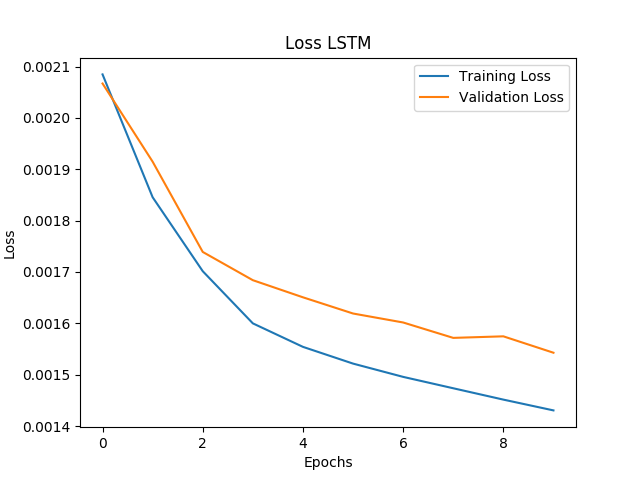 Loss LSTM
Training Loss
Validation Loss
0.0021
0.0020
0.0019
0.0018
0.0017
0.0016
0.0015
0.0014
Loss
0 2 4 6 8
Epochs